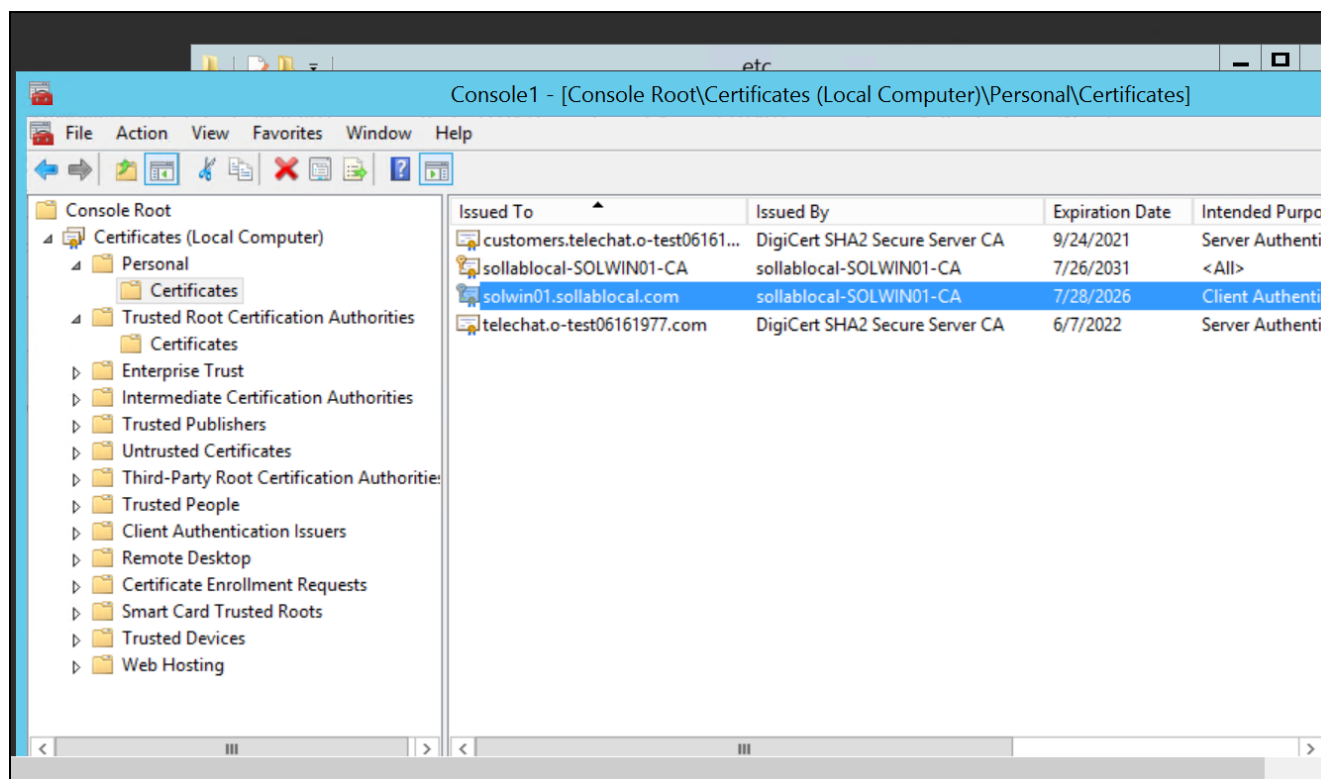 etc
Console1 - [Console Root\Certificates (Local Computer)\Personal\Certificates]
File Action View Favorites Window Help
Console Root
Certificates (Local Computer)
Personal
Certificates
Trusted Root Certification Authorities
Certificates
Enterprise Trust
Intermediate Certification Authorities
Trusted Publishers
Untrusted Certificates
Third-Party Root Certification Authorities
Trusted People
Client Authentication Issuers
Remote Desktop
Certificate Enrollment Requests
Smart Card Trusted Roots
Trusted Devices
Web Hosting
Issued To Issued By Expiration Date Intended Purpo
customers.telechat.o-test06161... DigiCert SHA2 Secure Server CA 9/24/2021 Server Authenti
sollablocal-SOLWIN01-CA sollablocal-SOLWIN01-CA 7/26/2031 <All>
solwin01.sollablocal.com sollablocal-SOLWIN01-CA 7/28/2026 Client Authenti
telechat.o-test06161977.com DigiCert SHA2 Secure Server CA 6/7/2022 Server Authenti